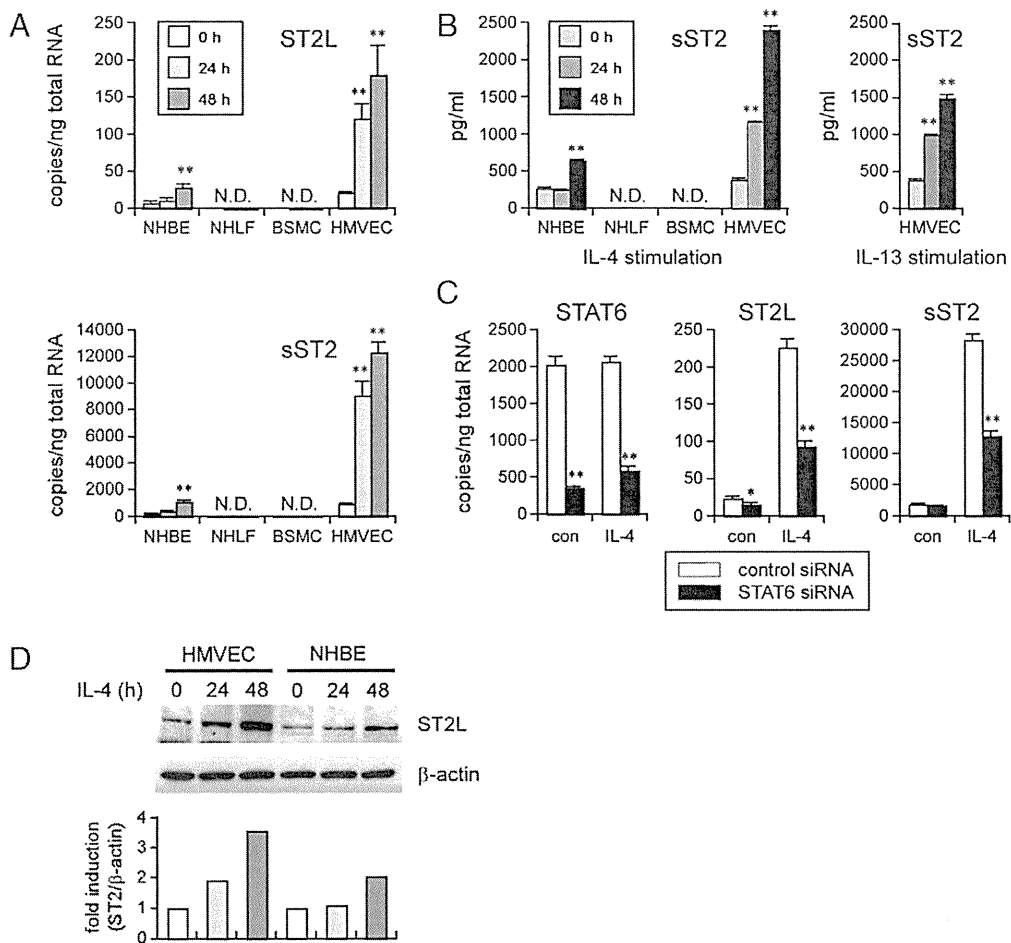 A
copies/ng total RNA
250
200
150
100
50
0
0 h
24 h
48 h
ST2L
**
**
**
N.D.
N.D.
NHBE
NHLF
BSMC
HMVEC
copies/ng total RNA
14000
12000
10000
8000
6000
4000
2000
0
sST2
**
**
**
N.D.
N.D.
NHBE
NHLF
BSMC
HMVEC
B
pg/ml
2500
2000
1500
1000
500
0
0 h
24 h
48 h
sST2
**
**
**
N.D.
N.D.
NHBE
NHLF
BSMC
HMVEC
IL-4 stimulation
pg/ml
2500
2000
1500
1000
500
0
sST2
**
**
HMVEC
IL-13 stimulation
C
copies/ng total RNA
STAT6
2500
2000
1500
1000
500
0
**
**
con
IL-4
ST2L
250
200
150
100
50
0
*
**
con
IL-4
sST2
30000
25000
20000
15000
10000
5000
0
**
con
IL-4
control siRNA
STAT6 siRNA
D
HMVEC
NHBE
IL-4 (h)
0
24
48
0
24
48
ST2L
β-actin
fold induction
(ST2/β-actin)
4
3
2
1
0